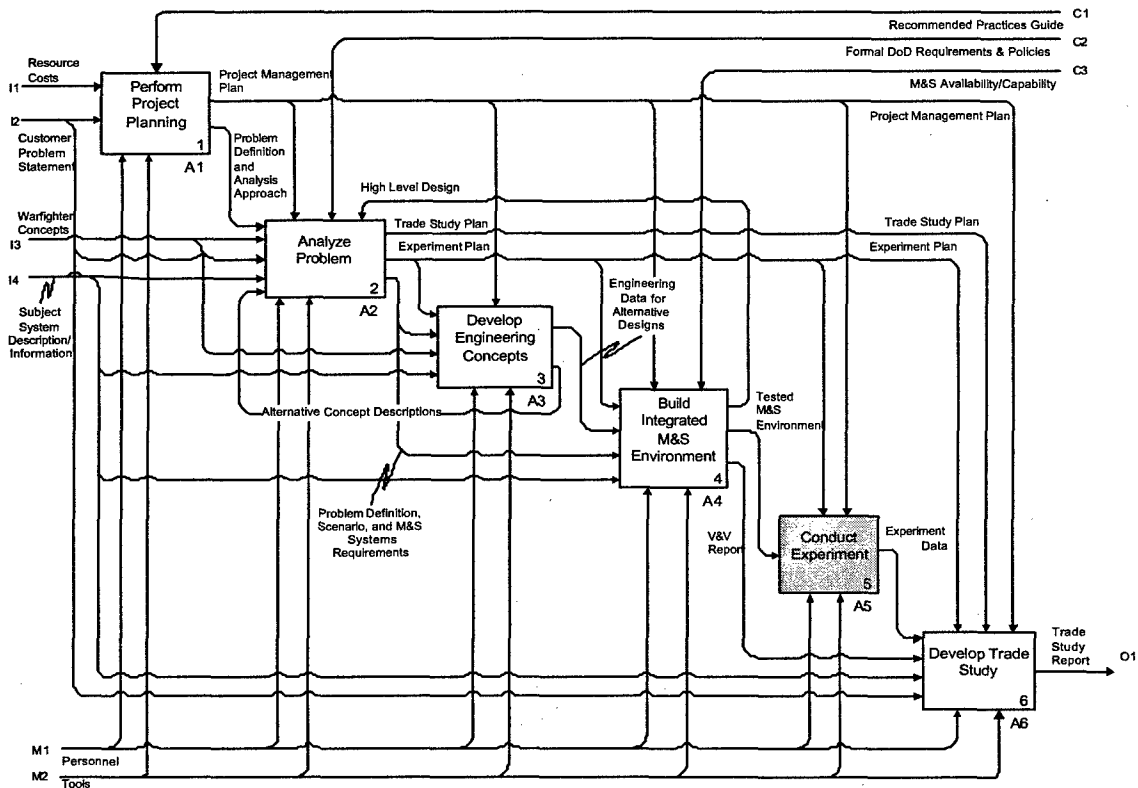 C1
Recommended Practices Guide
C2
Formal DoD Requirements & Policies
C3
M&S Availability/Capability
Resource
Costs
I1
I2
Customer
Problem
Statement
Perform
Project
Planning
1
A1
Project Management
Plan
Project Management Plan
Problem
Definition
and
Analysis
Approach
High Level Design
Warfighter
Concepts
I3
I4
Subject
System
Description/
Information
Analyze
Problem
2
A2
Trade Study Plan
Experiment Plan
Trade Study Plan
Experiment Plan
Engineering
Data for
Alternative
Designs
Develop
Engineering
Concepts
3
A3
Alternative Concept Descriptions
Build
Integrated
M&S
Environment
4
A4
Tested
M&S
Environment
Problem Definition,
Scenario, and M&S
Systems
Requirements
V&V
Report
Conduct
Experiment
5
A5
Experiment
Data
Develop Trade
Study
6
A6
Trade
Study
Report
O1
M1
Personnel
M2
Tools